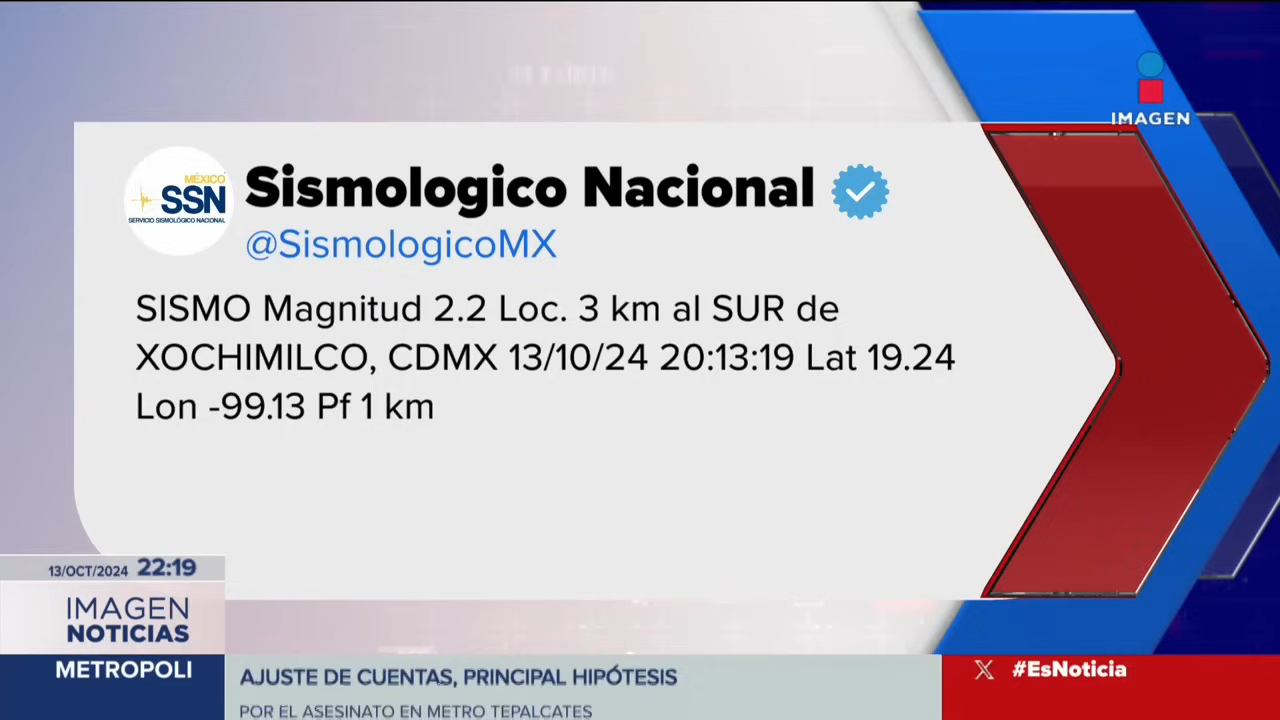 IMAGEN
MÉXICO
SSN
SERVICIO SISMOLÓGICO NACIONAL
Sismologico Nacional
@SismologicoMX
SISMO Magnitud 2.2 Loc. 3 km al SUR de
XOCHIMILCO, CDMX 13/10/24 20:13:19 Lat 19.24
Lon -99.13 Pf 1 km
13/OCT/2024 22:19
IMAGEN
NOTICIAS
METROPOLI
AJUSTE DE CUENTAS, PRINCIPAL HIPÓTESIS
POR EL ASESINATO EN METRO TEPALCATES
X #EsNoticia